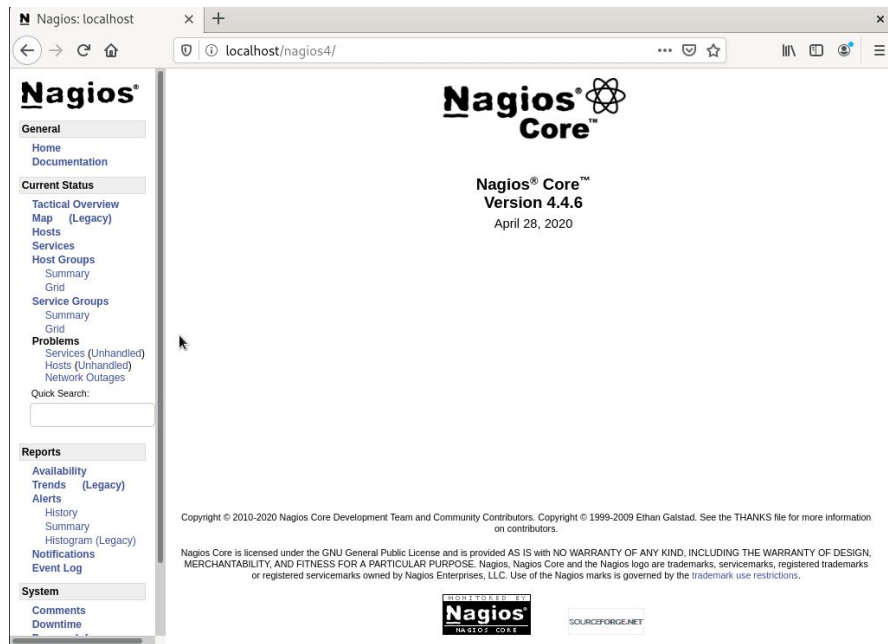 Nagios: localhost
localhost/nagios4/
Nagios®
General
Home
Documentation
Current Status
Tactical Overview
Map (Legacy)
Hosts
Services
Host Groups
Summary
Grid
Service Groups
Summary
Grid
Problems
Services (Unhandled)
Hosts (Unhandled)
Network Outages
Quick Search:
Reports
Availability
Trends (Legacy)
Alerts
History
Summary
Histogram (Legacy)
Notifications
Event Log
System
Comments
Downtime
Nagios®
Core™
Nagios® Core™
Version 4.4.6
April 28, 2020
Copyright © 2010-2020 Nagios Core Development Team and Community Contributors. Copyright © 1999-2009 Ethan Galstad. See the THANKS file for more information
on contributors.
Nagios Core is licensed under the GNU General Public License and is provided AS IS with NO WARRANTY OF ANY KIND, INCLUDING THE WARRANTY OF DESIGN,
MERCHANTABILITY, AND FITNESS FOR A PARTICULAR PURPOSE. Nagios, Nagios Core and the Nagios logo are trademarks, servicemarks, registered trademarks
or registered servicemarks owned by Nagios Enterprises, LLC. Use of the Nagios marks is governed by the trademark use restrictions.
MONITORED BY
Nagios®
NAGIOS CORE
SOURCEFORGE.NET